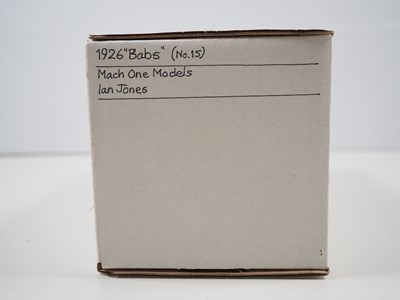 1926 "Babs" (No.15)
Mach One Models
Ian Jones